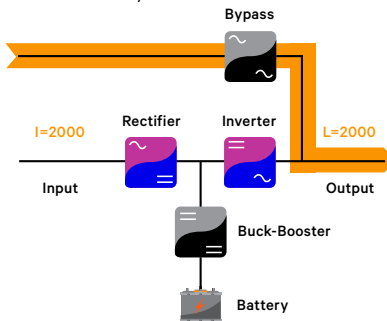 Bypass
I=2000
Rectifier
Inverter
L=2000
Input
Output
Buck-Booster
Battery